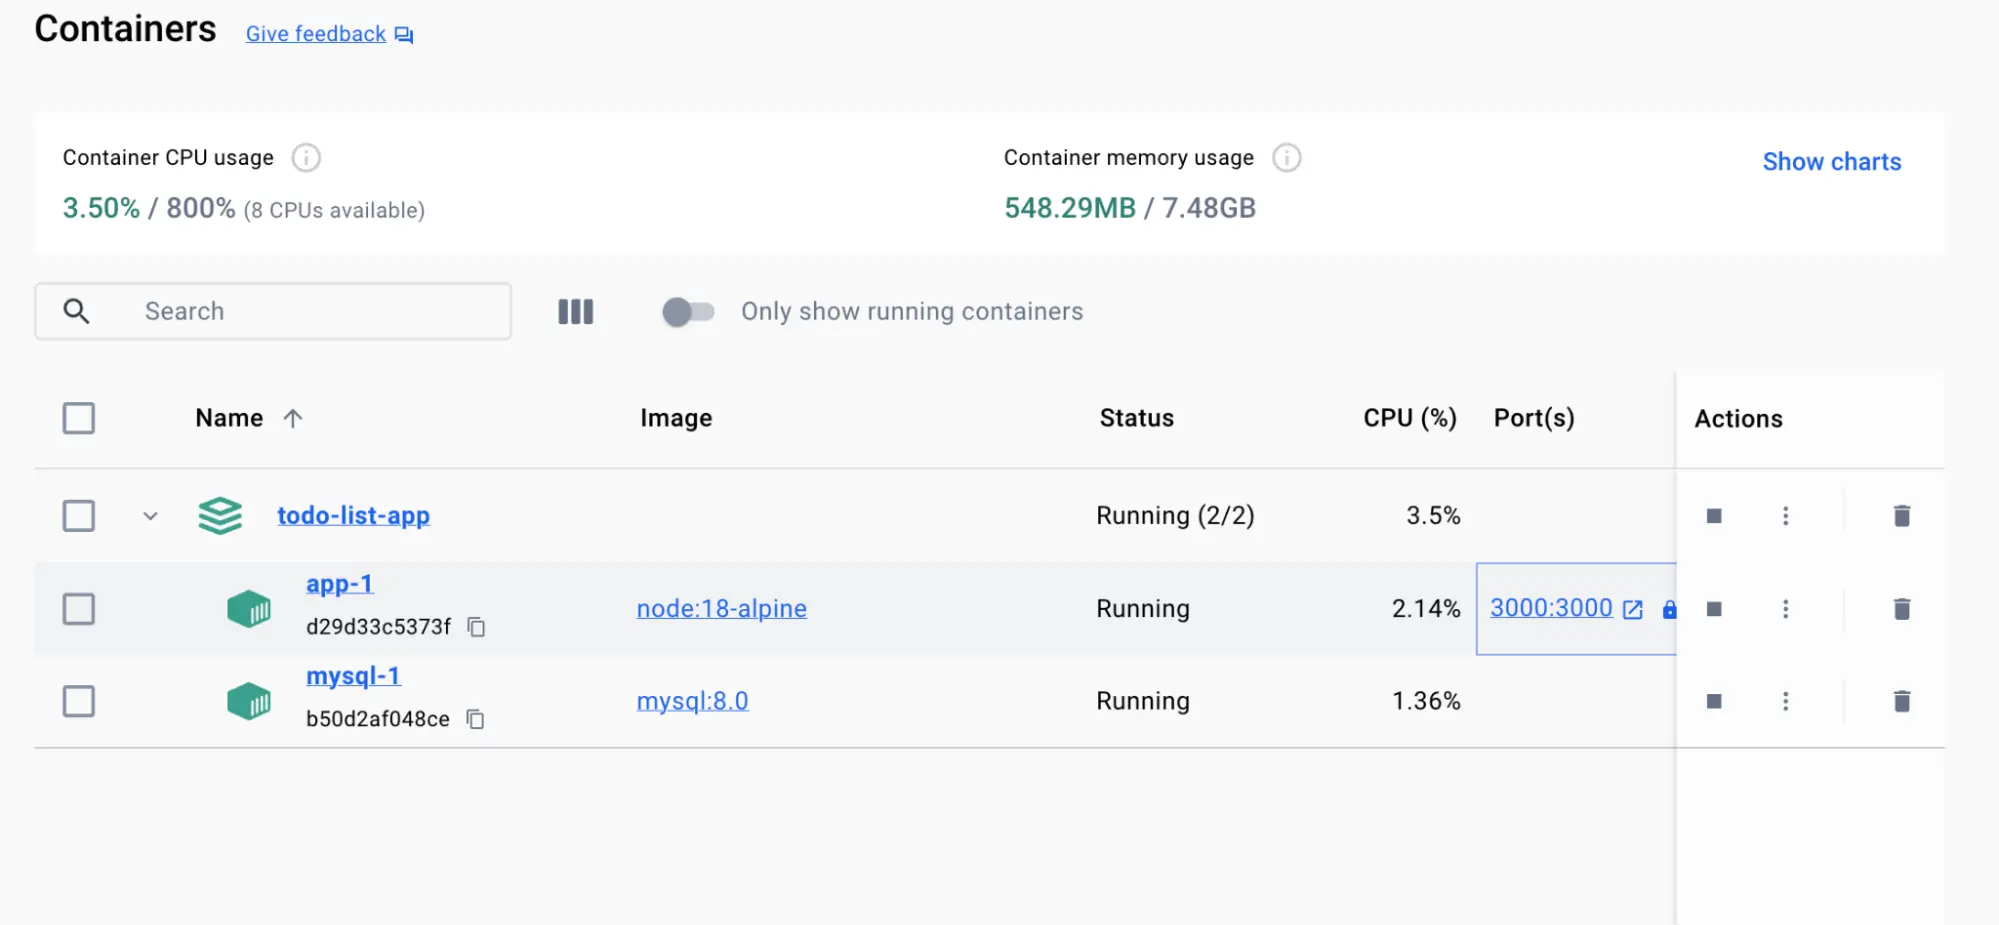 Containers Give feedback
Container CPU usage
3.50% / 800% (8 CPUs available)
Container memory usage
548.29MB / 7.48GB
Show charts
Search
Only show running containers
Name Image Status CPU (%) Port(s) Actions
todo-list-app Running (2/2) 3.5%
app-1
d29d33c5373f
node:18-alpine Running 2.14% 3000:3000
mysql-1
b50d2af048ce
mysql:8.0 Running 1.36%